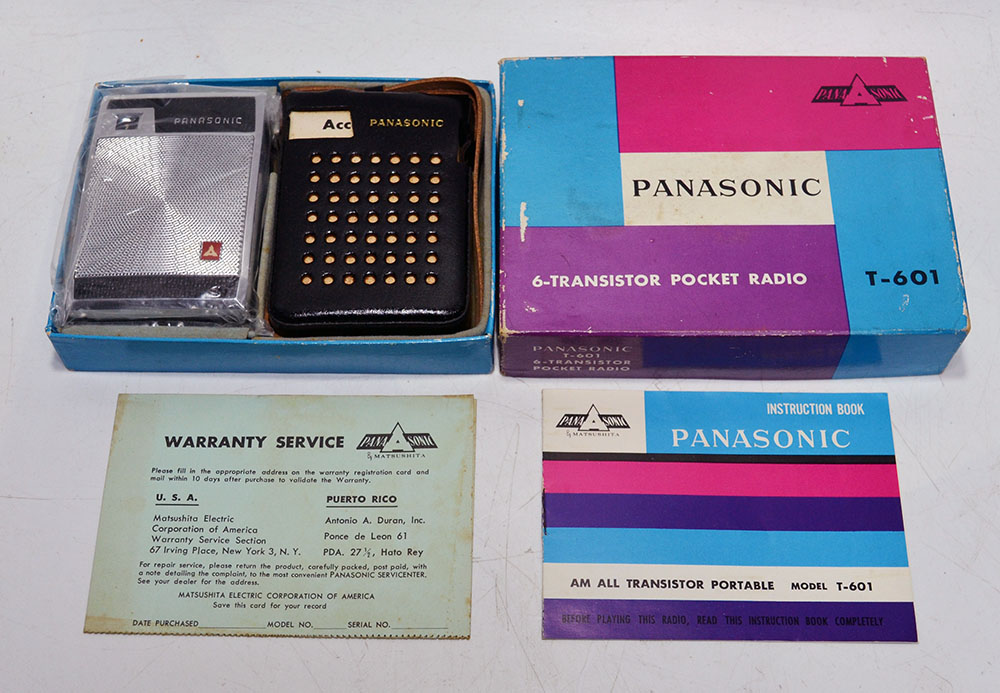 PANASONIC
Acc
PANASONIC
PANASONIC
PANASONIC
6-TRANSISTOR POCKET RADIO
T-601
PANASONIC
T-601
6-TRANSISTOR
POCKET RADIO
WARRANTY SERVICE
PANASONIC
By MATSUSHITA
Please fill in the appropriate address on the warranty registration card and
mail within 10 days after purchase to validate the Warranty.
U. S. A.
Matsushita Electric
Corporation of America
Warranty Service Section
67 Irving Place, New York 3, N. Y.
PUERTO RICO
Antonio A. Duran, Inc.
Ponce de Leon 61
PDA. 27 ½, Hato Rey
For repair service, please return the product, carefully packed, post paid, with
a note detailing the complaint, to the most convenient PANASONIC SERVICENTER.
See your dealer for the address.
MATSUSHITA ELECTRIC CORPORATION OF AMERICA
Save this card for your record
DATE PURCHASED MODEL NO. SERIAL NO.
PANASONIC
By MATSUSHITA
INSTRUCTION BOOK
PANASONIC
AM ALL TRANSISTOR PORTABLE MODEL T-601
BEFORE PLAYING THIS RADIO, READ THIS INSTRUCTION BOOK COMPLETELY